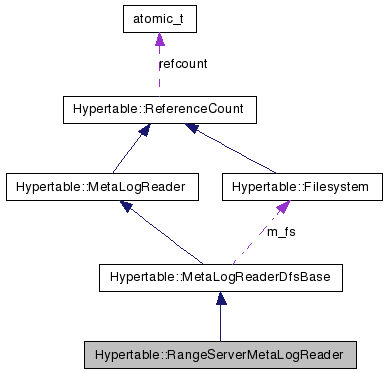 atomic_t
refcount
Hypertable::ReferenceCount
Hypertable::MetaLogReader
Hypertable::Filesystem
m_fs
Hypertable::MetaLogReaderDfsBase
Hypertable::RangeServerMetaLogReader